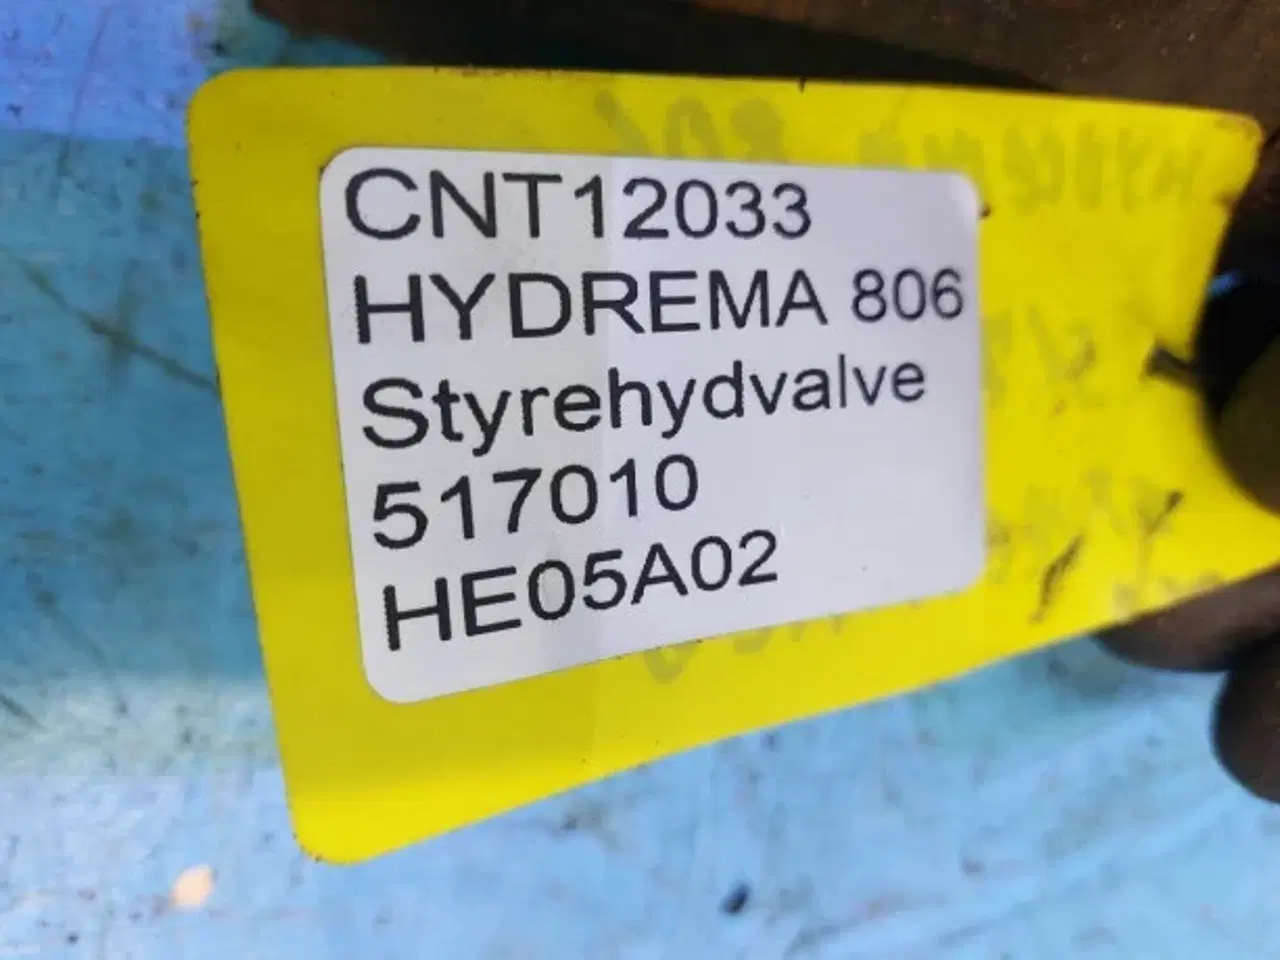 CNT12033
HYDREMA 806
Styrehydvalve
517010
HE05A02